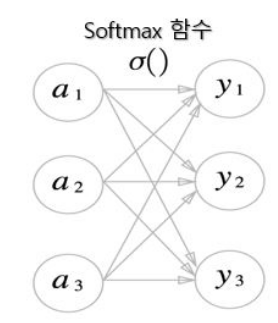 Softmax 함수
σ()
a₁ y₁
a₂ y₂
a₃ y₃